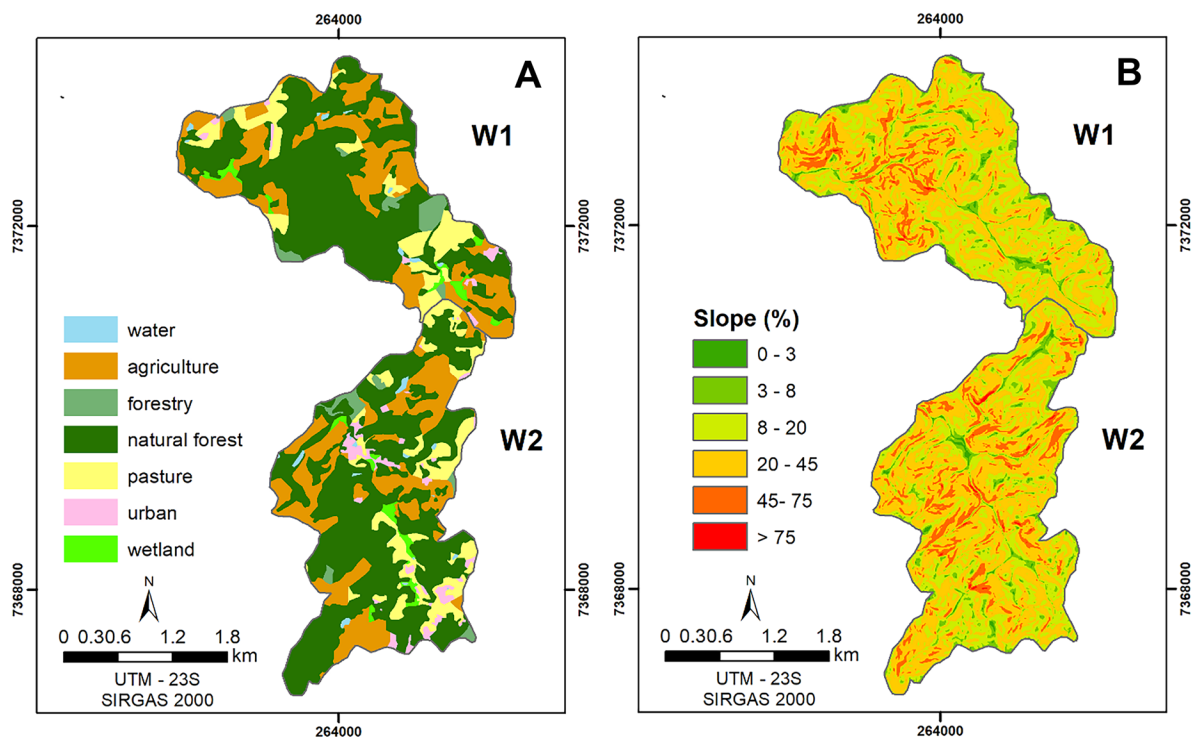 264000
A
W1
7372000
7372000
W2
water
agriculture
forestry
natural forest
pasture
urban
wetland
7368000
7368000
N
0 0.30.6 1.2 1.8
km
UTM - 23S
SIRGAS 2000
264000
264000
B
W1
7372000
7372000
W2
Slope (%)
0 - 3
3 - 8
8 - 20
20 - 45
45- 75
> 75
7368000
7368000
N
0 0.30.6 1.2 1.8
km
UTM - 23S
SIRGAS 2000
264000